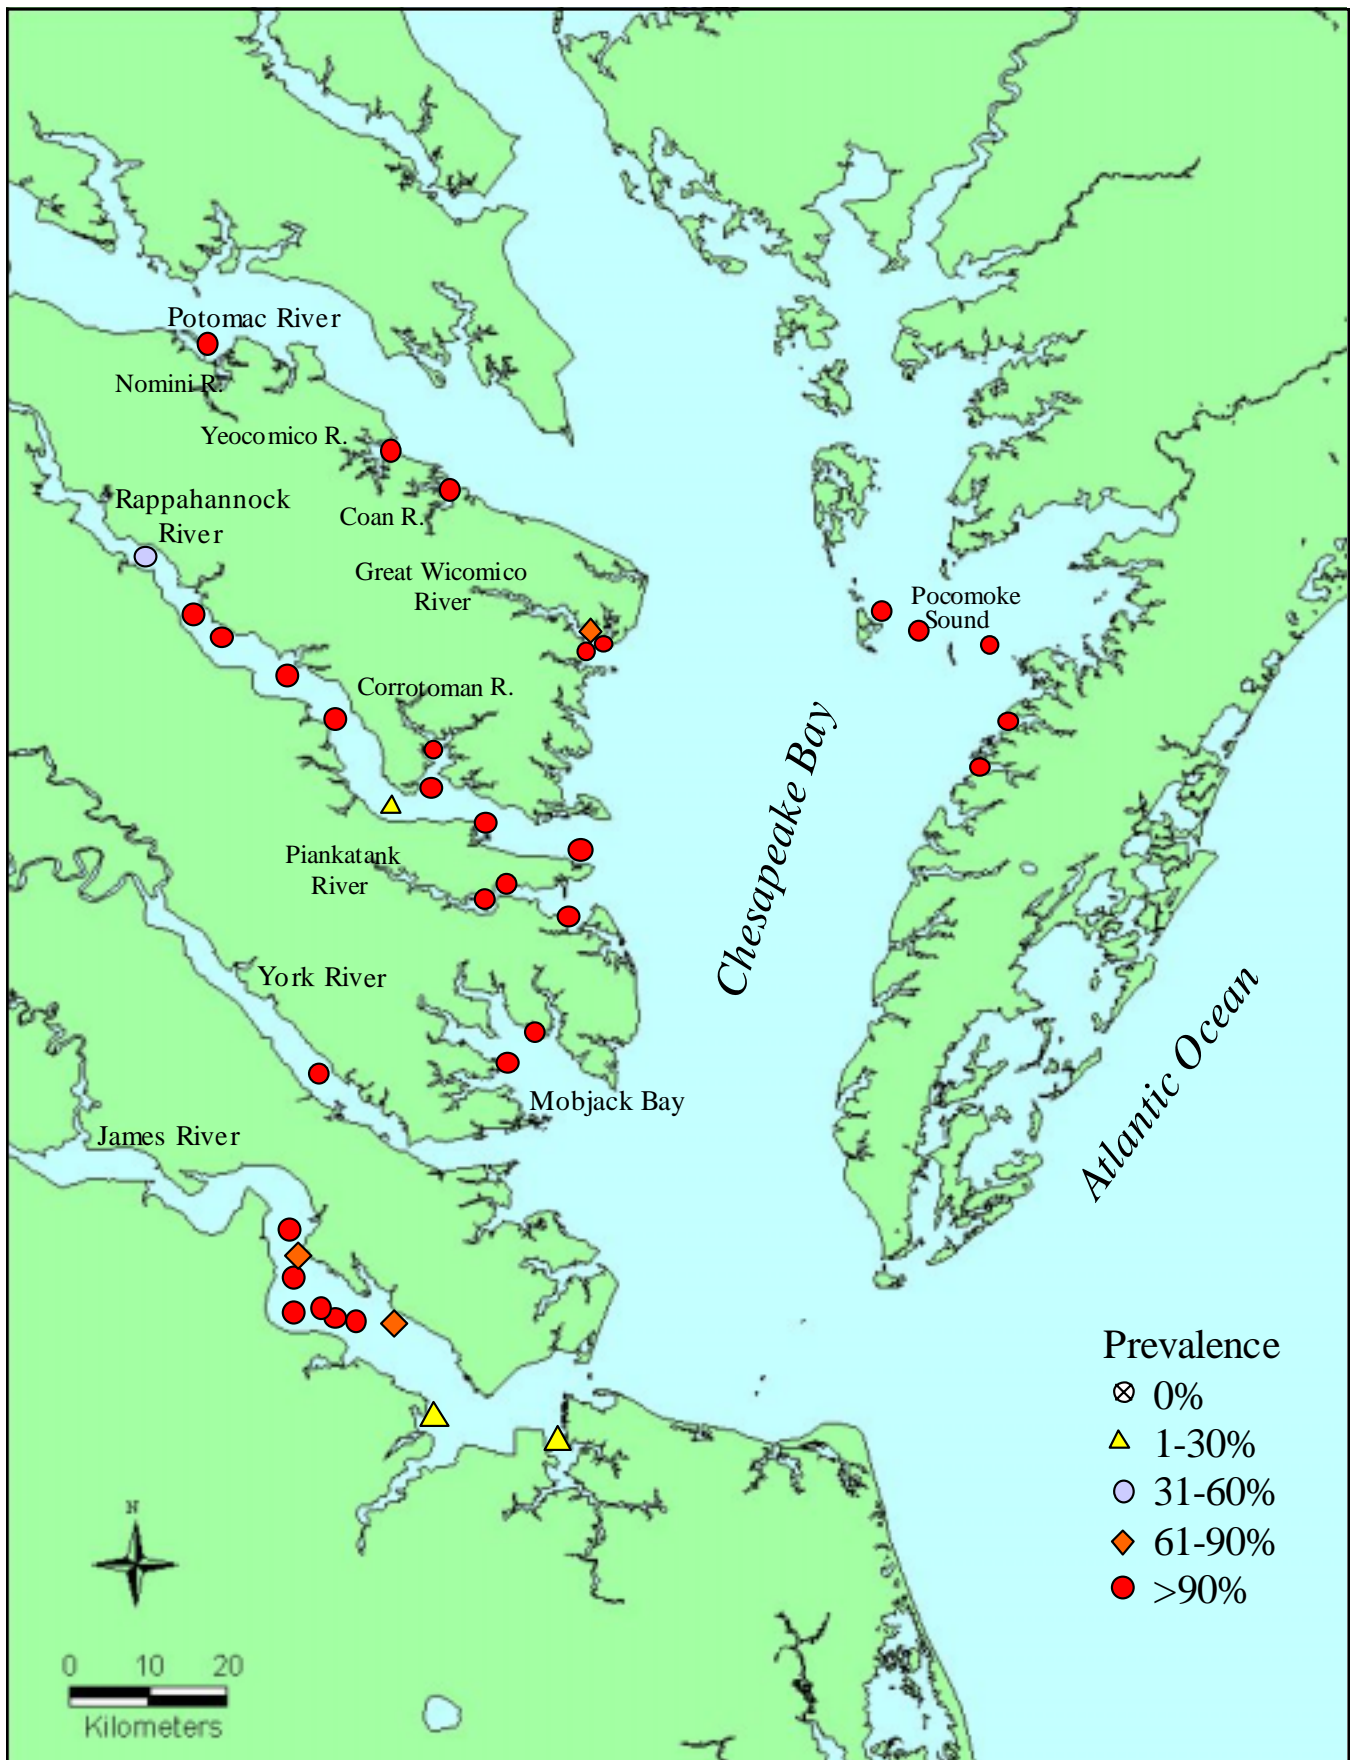 Potomac River
Nomini R.
Yeocomico R.
Coan R.
Rappahannock
River
Great Wicomico
River
Pocomoke
Sound
Corrotoman R.
Chesapeake Bay
Piankatank
River
York River
Atlantic Ocean
Mobjack Bay
James River
Prevalence
0%
1-30%
31-60%
61-90%
>90%
N
0 10 20
Kilometers